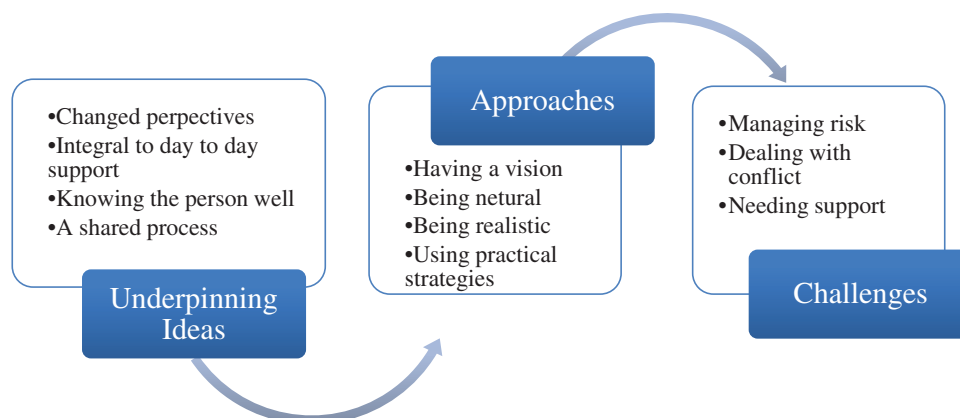 •Changed perpectives
•Integral to day to day
support
•Knowing the person well
•A shared process
Underpinning
Ideas
Approaches
•Having a vision
•Being netural
•Being realistic
•Using practical
strategies
•Managing risk
•Dealing with
conflict
•Needing support
Challenges